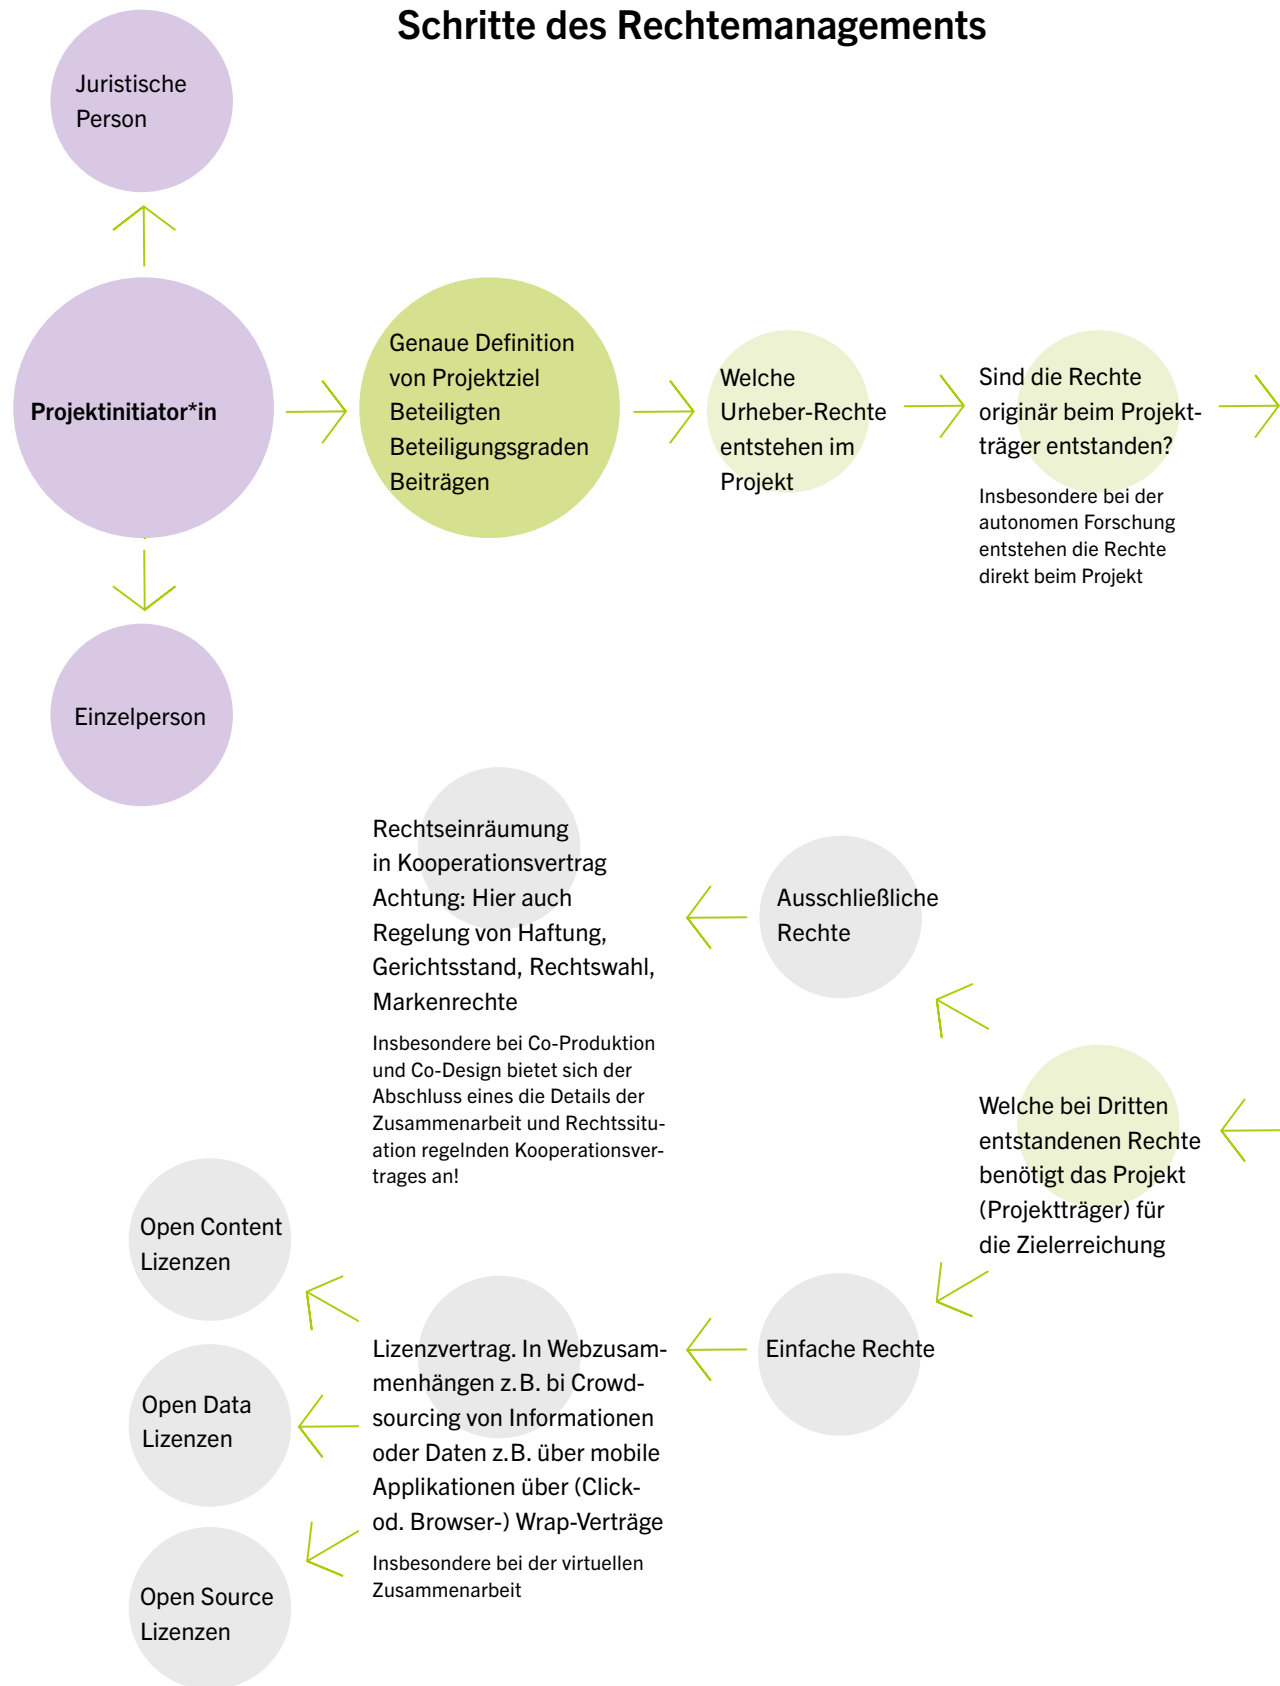 Schritte des Rechtemanagements
Juristische
Person
Projektinitiator*in
Einzelperson
Genaue Definition
von Projektziel
Beteiligten
Beteiligungsgraden
Beiträgen
Welche
Urheber-Rechte
entstehen im
Projekt
Sind die Rechte
originär beim Projekt-
träger entstanden?
Insbesondere bei der
autonomen Forschung
entstehen die Rechte
direkt beim Projekt
Welche bei Dritten
entstandenen Rechte
benötigt das Projekt
(Projektträger) für
die Zielerreichung
Ausschließliche
Rechte
Rechtseinräumung
in Kooperationsvertrag
Achtung: Hier auch
Regelung von Haftung,
Gerichtsstand, Rechtswahl,
Markenrechte
Insbesondere bei Co-Produktion
und Co-Design bietet sich der
Abschluss eines die Details der
Zusammenarbeit und Rechtssitu-
ation regelnden Kooperationsver-
trages an!
Einfache Rechte
Lizenzvertrag. In Webzusam-
menhängen z.B. bi Crowd-
sourcing von Informationen
oder Daten z.B. über mobile
Applikationen über (Click-
od. Browser-) Wrap-Verträge
Insbesondere bei der virtuellen
Zusammenarbeit
Open Content
Lizenzen
Open Data
Lizenzen
Open Source
Lizenzen